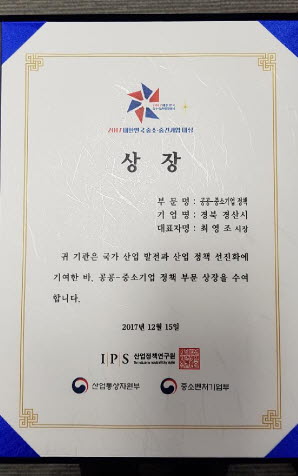 2017 대한민국 중소·중견기업 대상
상 장
부 문 명 : 공공-중소기업 정책
기 업 명 : 경북 경산시
대표자명 : 최 영 조 시장
귀 기관은 국가 산업 발전과 산업 정책 선진화에
기여한 바, 공공-중소기업 정책 부문 상장을 수여
합니다.
2017년 12월 15일
IPS 산업정책연구원
산업통상자원부 중소벤처기업부